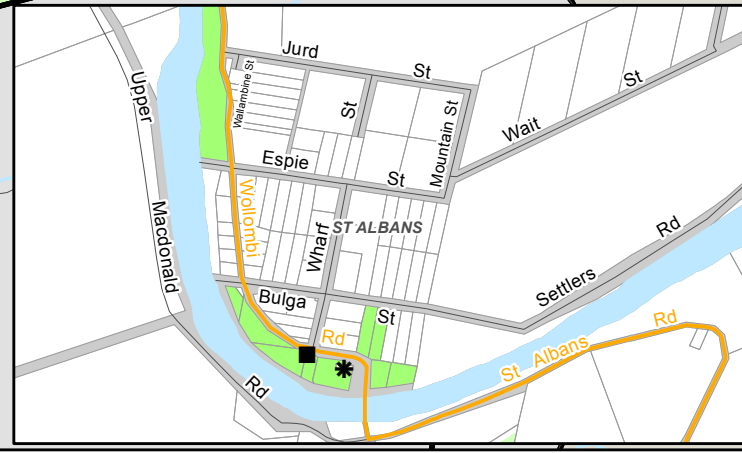 Jurd St
Upper Macdonald Rd
Wallambine St
St
Mountain St
Wait St
Espie St
Wollombi Rd
Wharf St
ST ALBANS
Bulga St
Settlers Rd
St Albans Rd